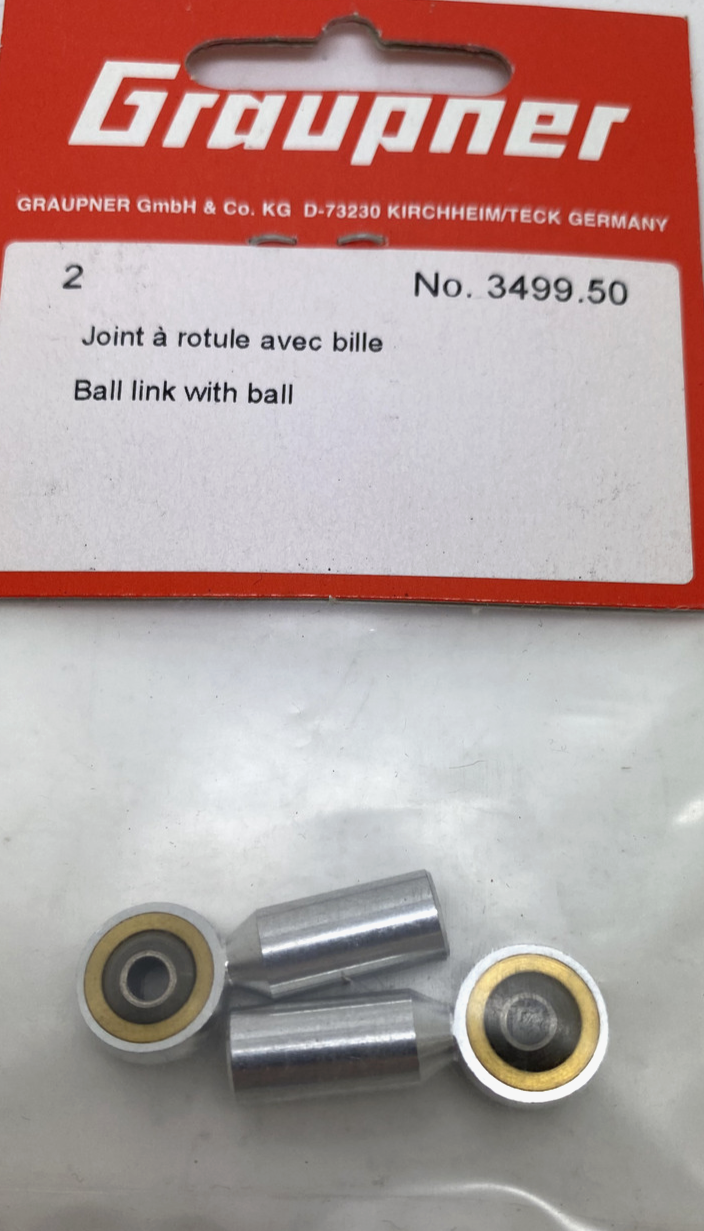 Graupner
GRAUPNER GmbH & Co. KG D-73230 KIRCHHEIM/TECK GERMANY
2 No. 3499.50
Joint à rotule avec bille
Ball link with ball